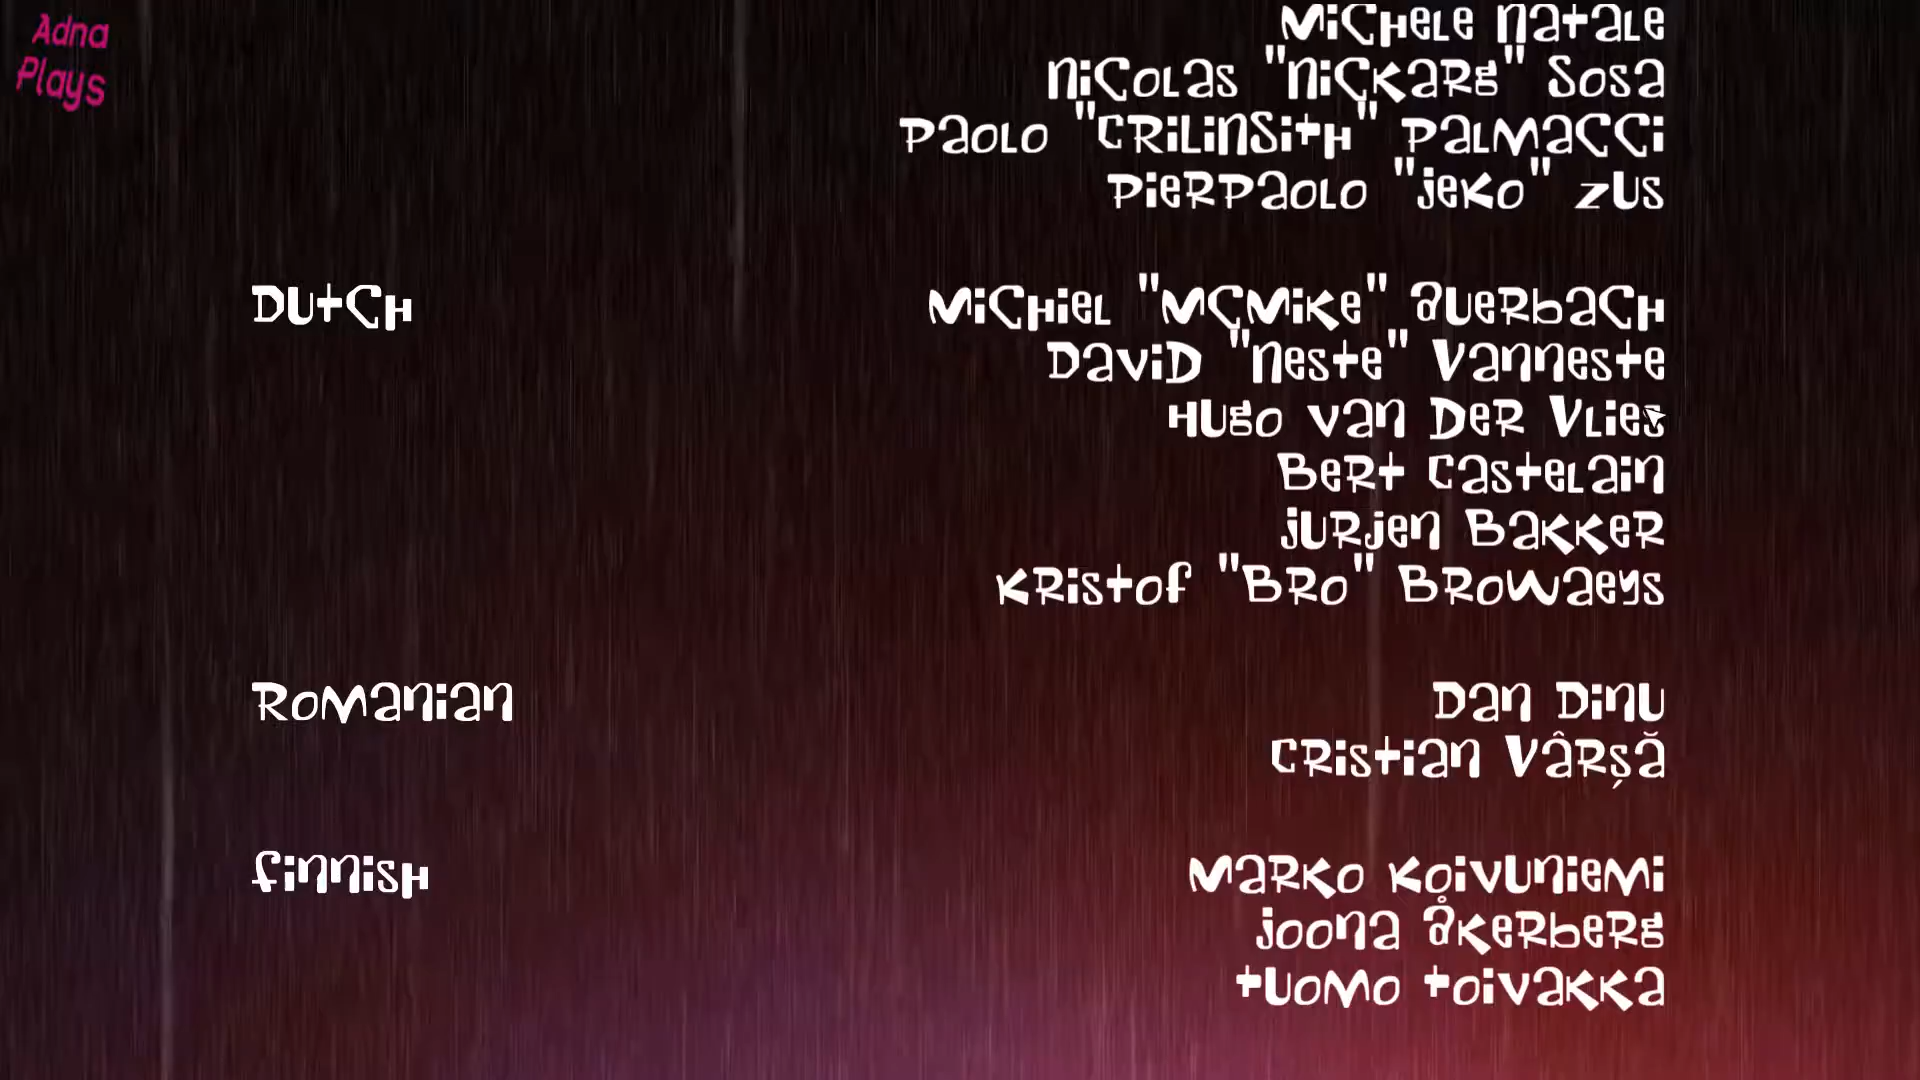 Adna
Plays
Michele Natale
Nicolas "Nickarg" Sosa
Paolo "Crilinsith" Palmacci
Pierpaolo "Jeko" Zus
Dutch
Michiel "McMike" Auerbach
David "Neste" Vanneste
Hugo van Der Vlies
Bert Castelain
Jurjen Bakker
Kristof "Bro" Browaeys
Romanian
Dan Dinu
Cristian Vârșă
Finnish
Marko Koivuniemi
Joona Åkerberg
Tuomo Toivakka